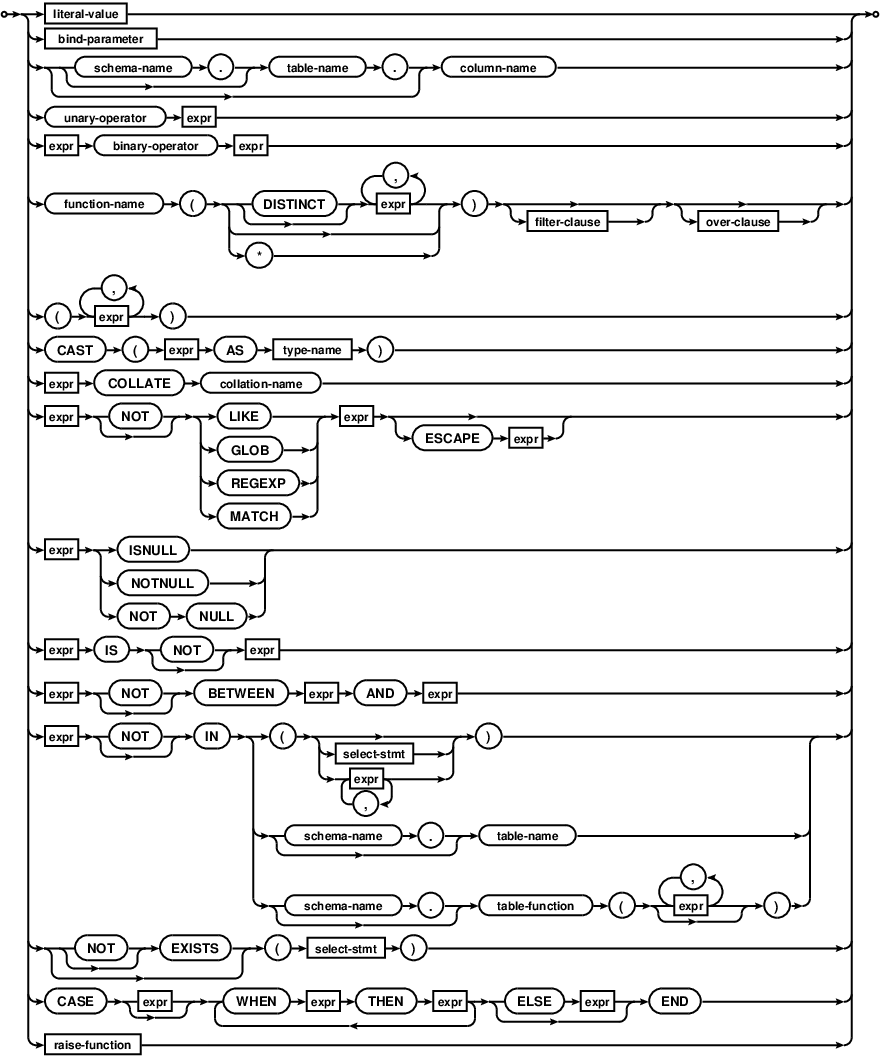 literal-value
bind-parameter
schema-name . table-name . column-name
unary-operator expr
expr binary-operator expr
,
function-name ( DISTINCT expr ) filter-clause over-clause
*
,
( expr )
CAST ( expr AS type-name )
expr COLLATE collation-name
expr NOT LIKE expr ESCAPE expr
GLOB
REGEXP
MATCH
expr ISNULL
NOTNULL
NOT NULL
expr IS NOT expr
expr NOT BETWEEN expr AND expr
expr NOT IN ( select-stmt )
expr
,
schema-name . table-name
,
schema-name . table-function ( expr )
NOT EXISTS ( select-stmt )
CASE expr WHEN expr THEN expr ELSE expr END
raise-function